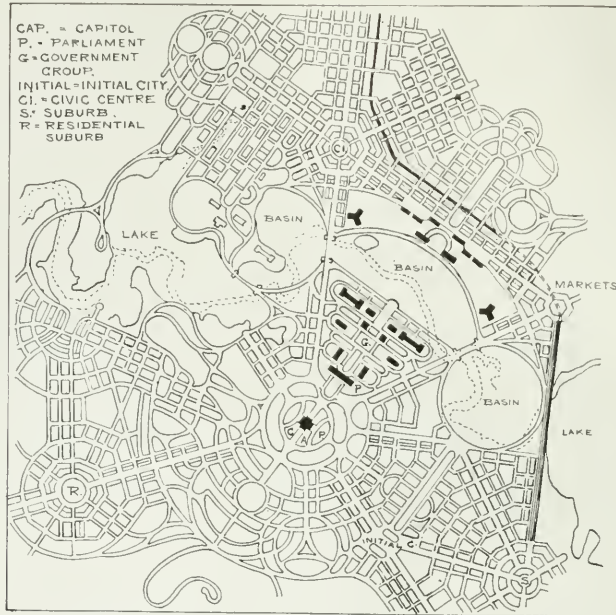 CAP. = CAPITOL
P. = PARLIAMENT
G = GOVERNMENT
GROUP.
INITIAL = INITIAL CITY
CI. = CIVIC CENTRE
S = SUBURB.
R = RESIDENTIAL
SUBURB
CI
BASIN
LAKE
BASIN
MARKETS
G
P
BASIN
LAKE
CAP
R
INITIAL C
S